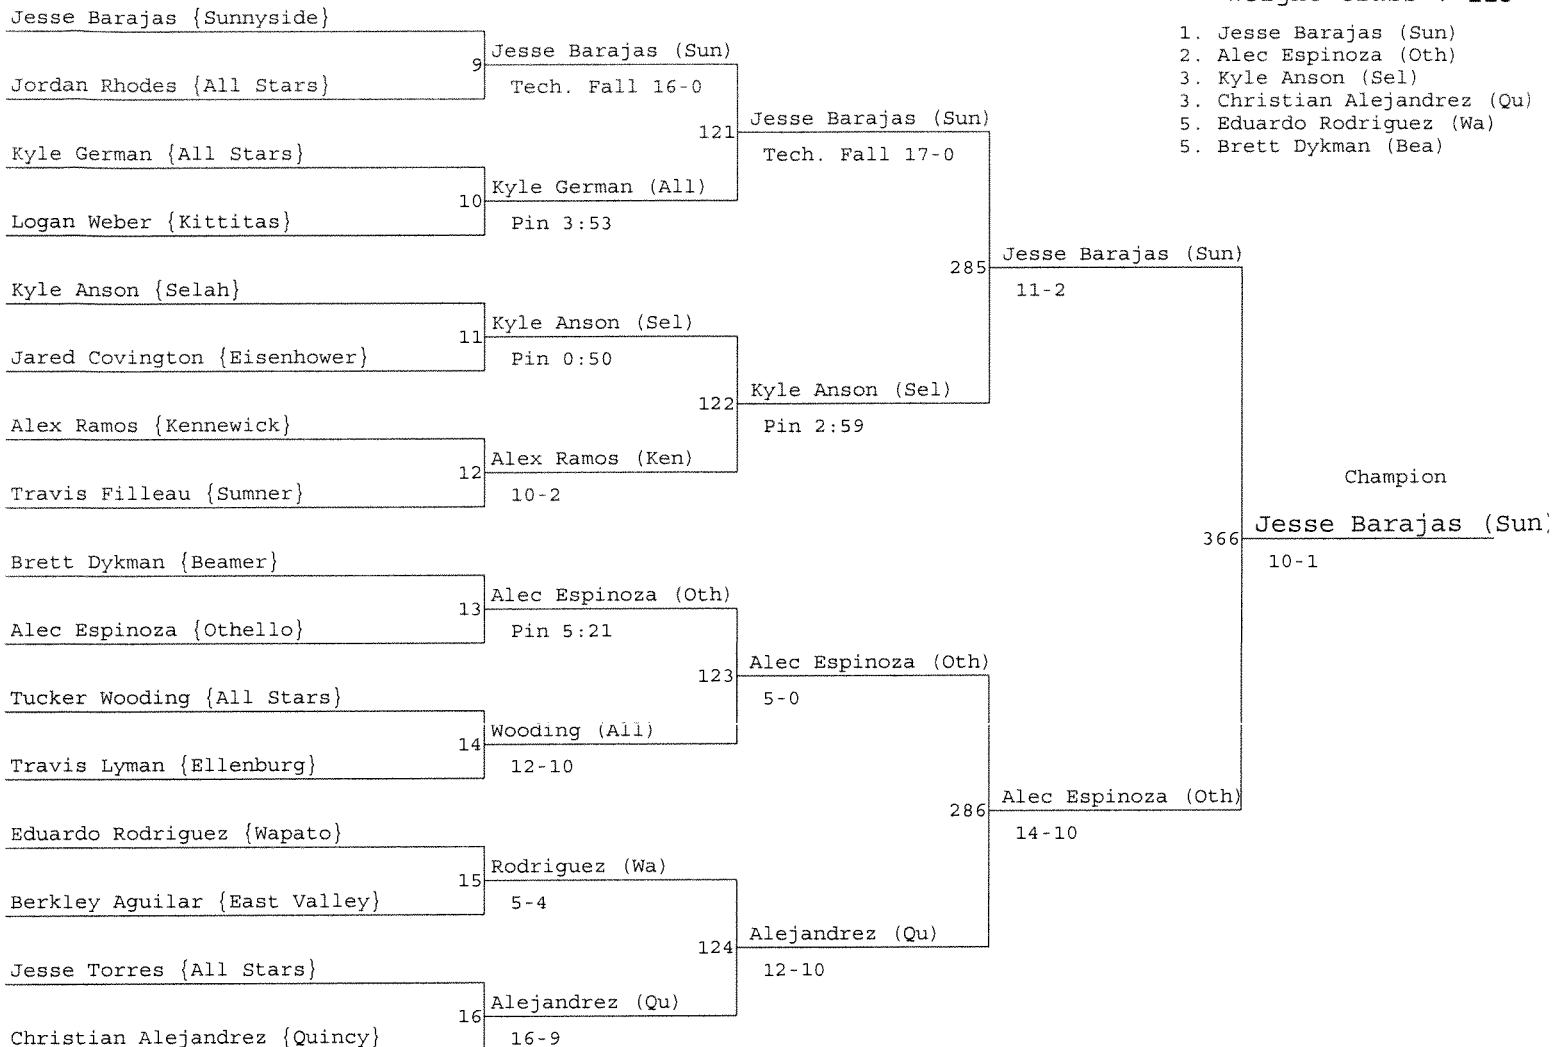 Jesse Barajas {Sunnyside}
Jordan Rhodes {All Stars}
Kyle German {All Stars}
Logan Weber {Kittitas}
Kyle Anson {Selah}
Jared Covington {Eisenhower}
Alex Ramos {Kennewick}
Travis Filleau {Sumner}
Brett Dykman {Beamer}
Alec Espinoza {Othello}
Tucker Wooding {All Stars}
Travis Lyman {Ellenburg}
Eduardo Rodriguez {Wapato}
Berkley Aguilar {East Valley}
Jesse Torres {All Stars}
Christian Alejandrez {Quincy}
9 Jesse Barajas (Sun)
Tech. Fall 16-0
10 Kyle German (All)
Pin 3:53
11 Kyle Anson (Sel)
Pin 0:50
12 Alex Ramos (Ken)
10-2
13 Alec Espinoza (Oth)
Pin 5:21
14 Wooding (All)
12-10
15 Rodriguez (Wa)
5-4
16 Alejandrez (Qu)
16-9
121 Jesse Barajas (Sun)
Tech. Fall 17-0
122 Kyle Anson (Sel)
Pin 2:59
123 Alec Espinoza (Oth)
5-0
124 Alejandrez (Qu)
12-10
285 Jesse Barajas (Sun)
11-2
286 Alec Espinoza (Oth)
14-10
Champion
366 Jesse Barajas (Sun)
10-1
1. Jesse Barajas (Sun)
2. Alec Espinoza (Oth)
3. Kyle Anson (Sel)
3. Christian Alejandrez (Qu)
5. Eduardo Rodriguez (Wa)
5. Brett Dykman (Bea)